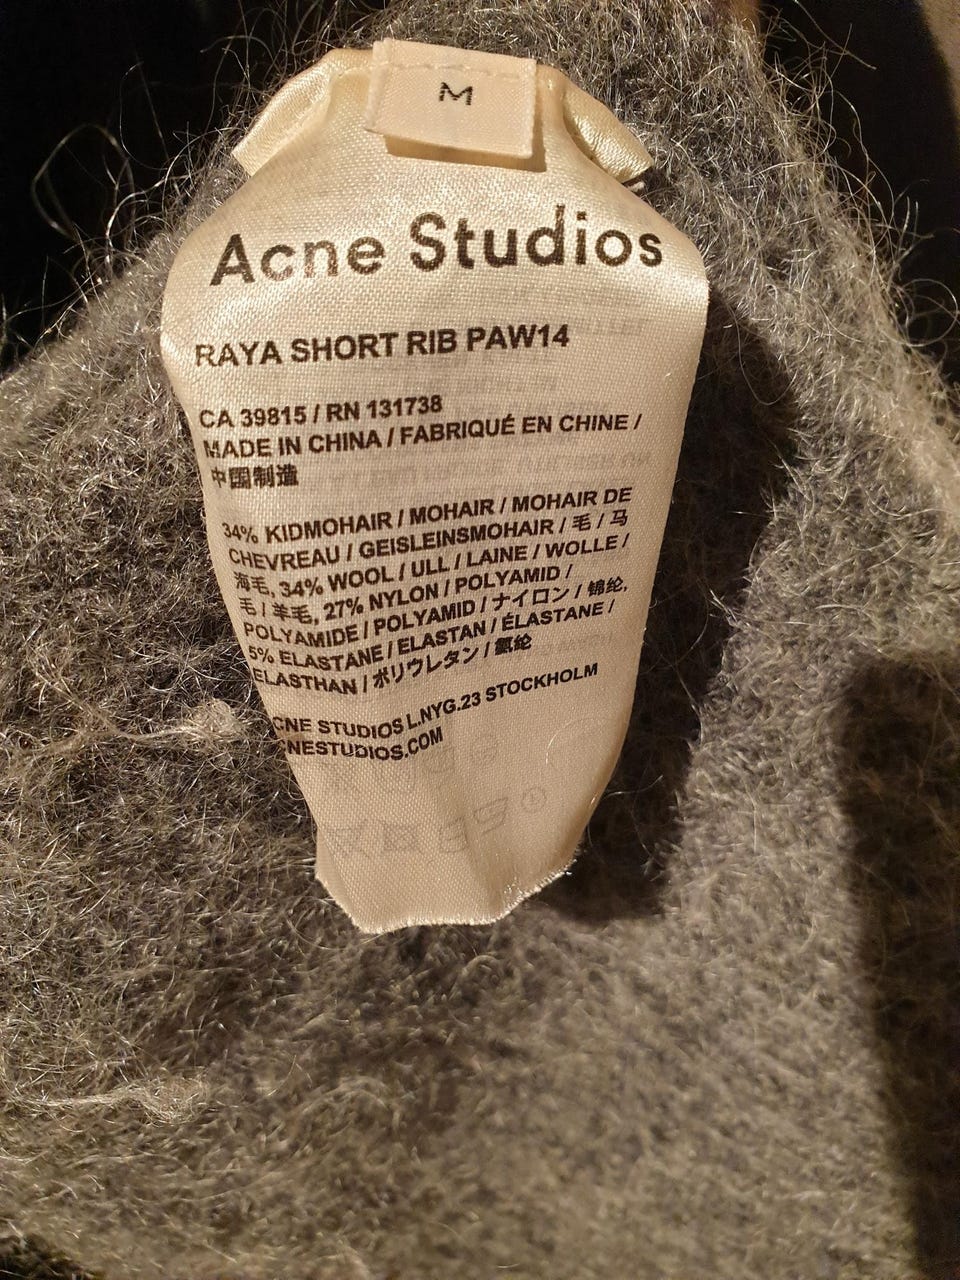 M
Acne Studios
RAYA SHORT RIB PAW14
CA 39815 / RN 131738
MADE IN CHINA / FABRIQUÉ EN CHINE /
中国制造
34% KIDMOHAIR / MOHAIR / MOHAIR DE
CHEVREAU / GEISLEINSMOHAIR / 毛 / 马
海毛, 34% WOOL / ULL / LAINE / WOLLE /
毛 / 羊毛, 27% NYLON / POLYAMID /
POLYAMIDE / POLYAMID / ナイロン / 锦纶,
5% ELASTANE / ELASTAN / ÉLASTANE /
ELASTHAN / ポリウレタン / 氨纶
CNE STUDIOS L.NYG.23 STOCKHOLM
CNESTUDIOS.COM